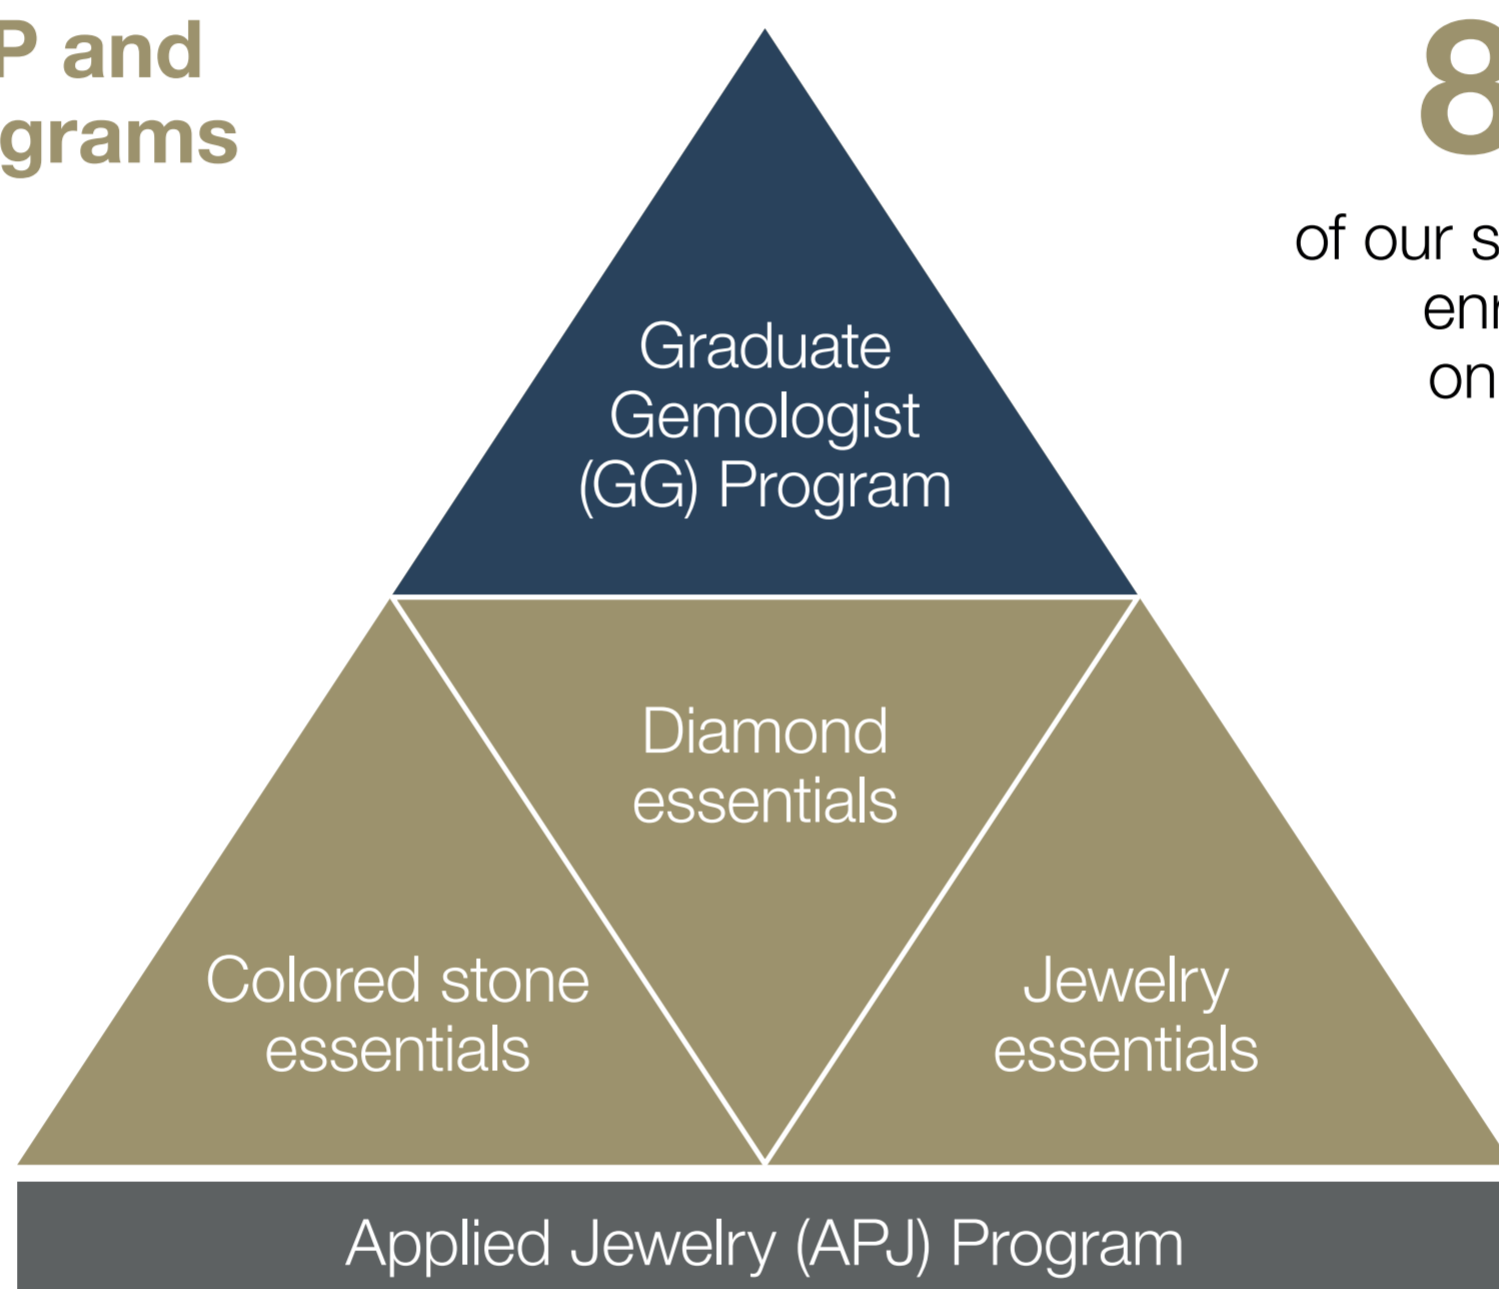 P and
grams
8
of our s
enr
on
Graduate
Gemologist
(GG) Program
Diamond
essentials
Colored stone
essentials
Jewelry
essentials
Applied Jewelry (APJ) Program